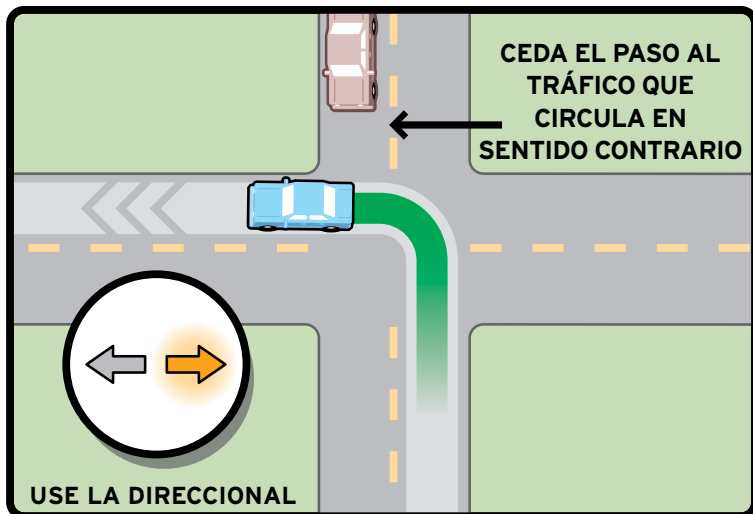 CEDA EL PASO AL
TRÁFICO QUE
CIRCULA EN
SENTIDO CONTRARIO
USE LA DIRECCIONAL